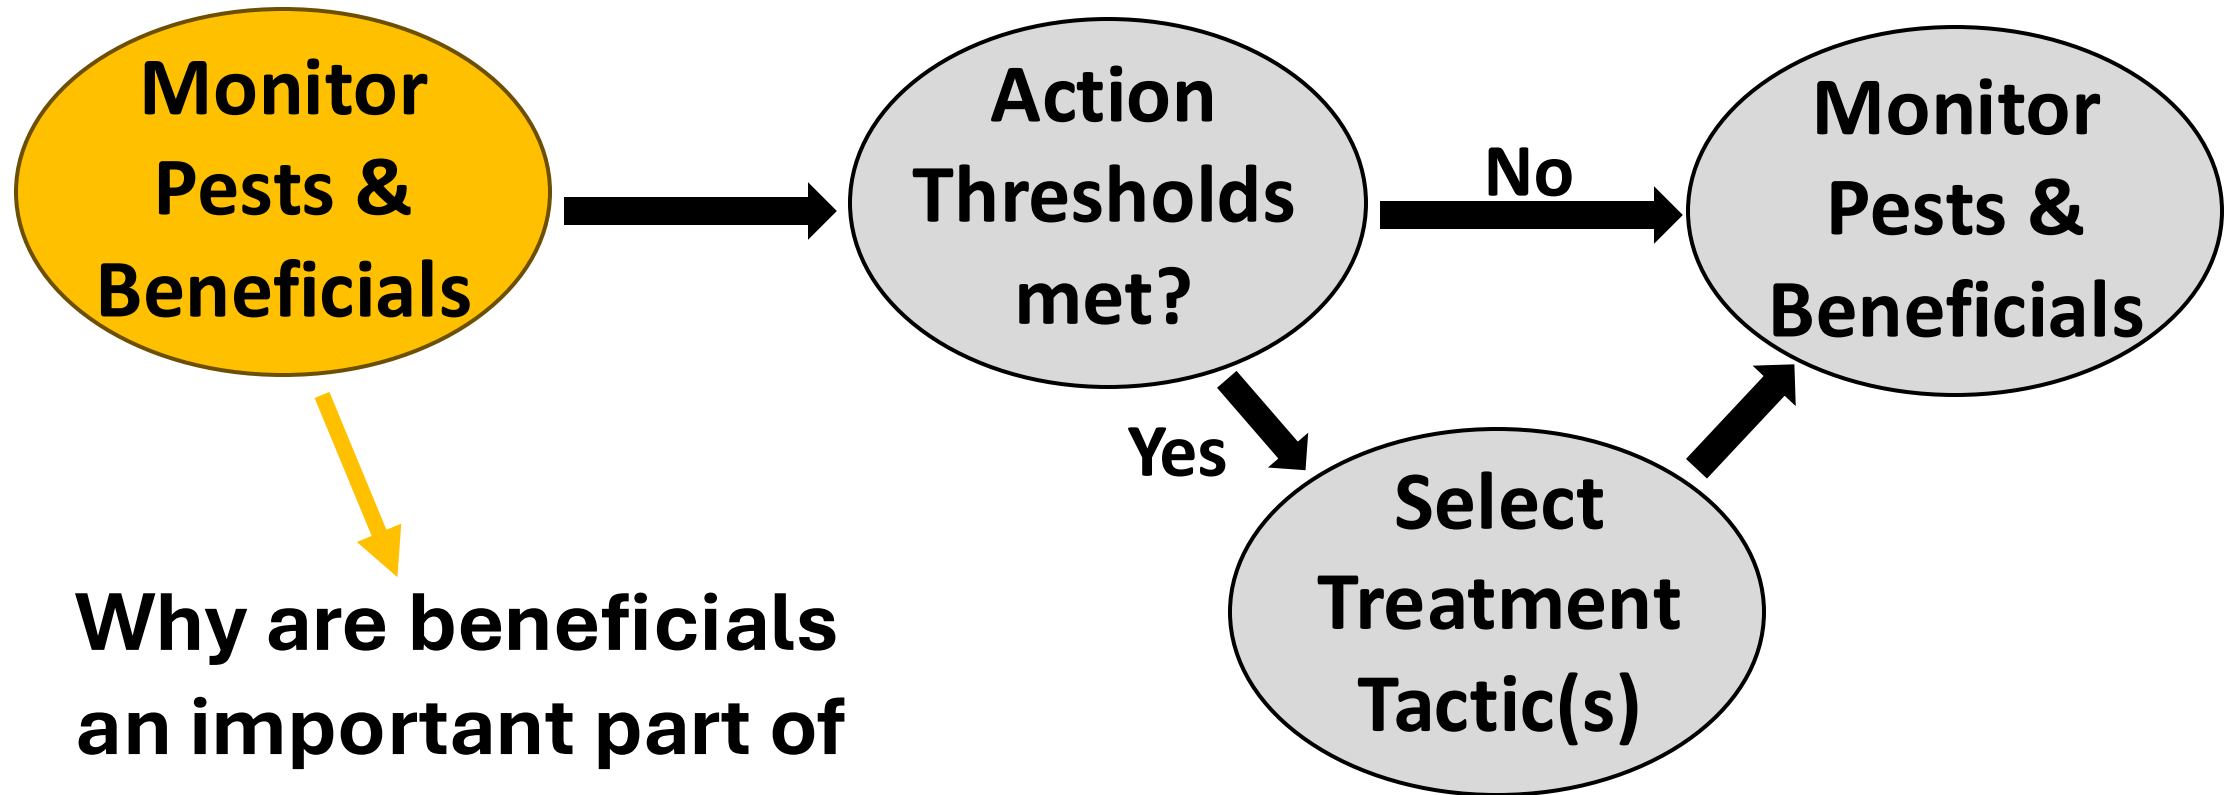 Monitor
Pests &
Beneficials
Action
Thresholds
met?
No
Monitor
Pests &
Beneficials
Yes
Select
Treatment
Tactic(s)
Why are beneficials
an important part of